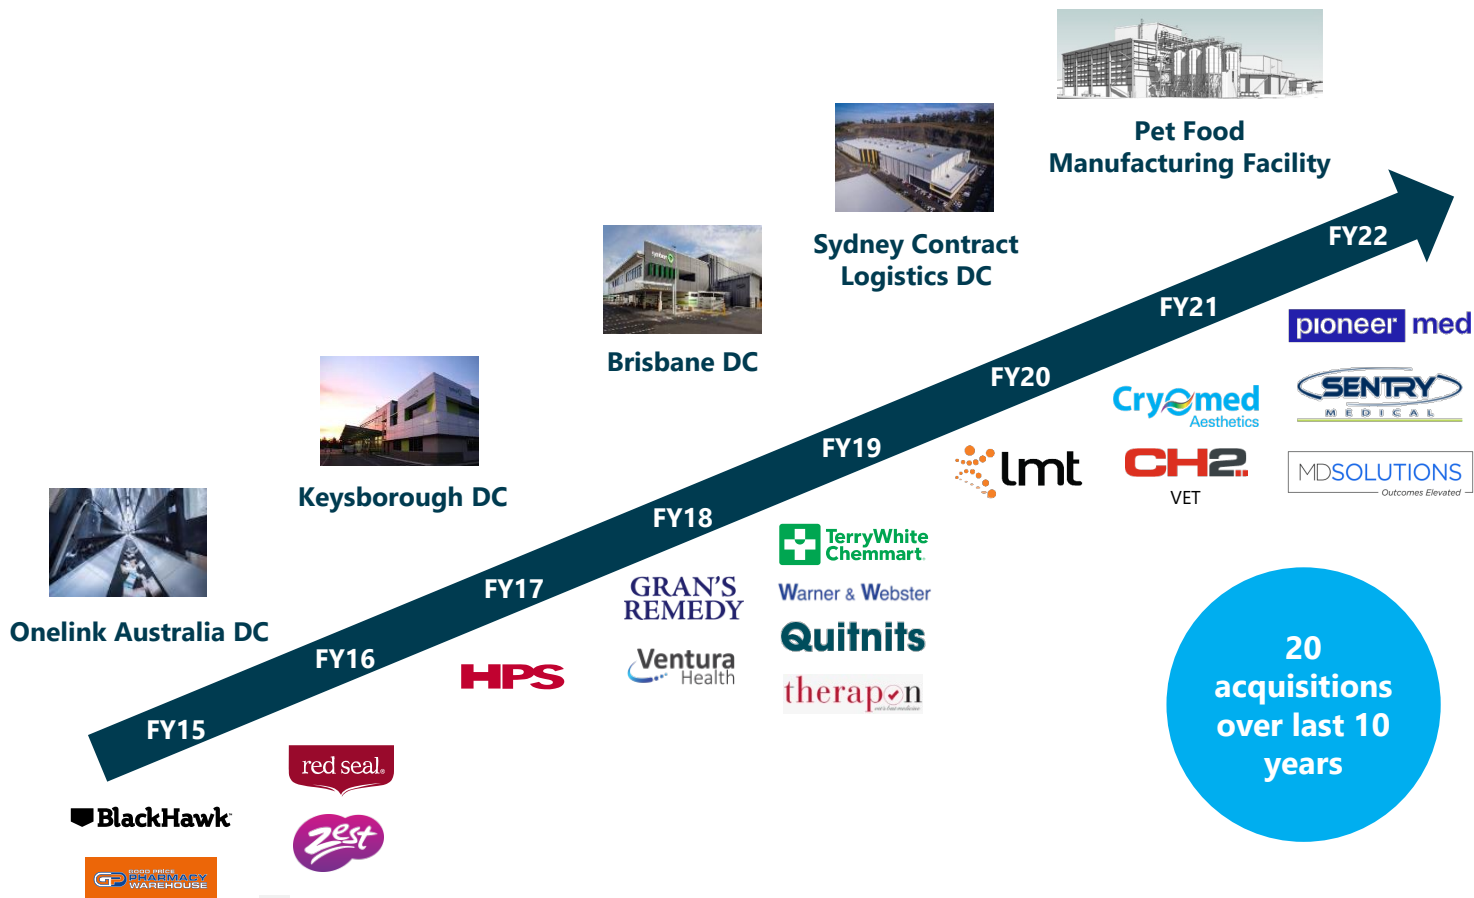 Pet Food
Manufacturing Facility
Sydney Contract
Logistics DC
Brisbane DC
Keysborough DC
Onelink Australia DC
FY15
FY16
FY17
FY18
FY19
FY20
FY21
FY22
BlackHawk
GP GOOD PRICE
PHARMACY
WAREHOUSE
red seal
zest
HPS
GRAN'S
REMEDY
Ventura
Health
TerryWhite
Chemmart
Warner & Webster
Quitnits
therapon
lmt
Cryomed
Aesthetics
CH2
VET
pioneer med
SENTRY
MEDICAL
MDSOLUTIONS
Outcomes Elevated
20
acquisitions
over last 10
years